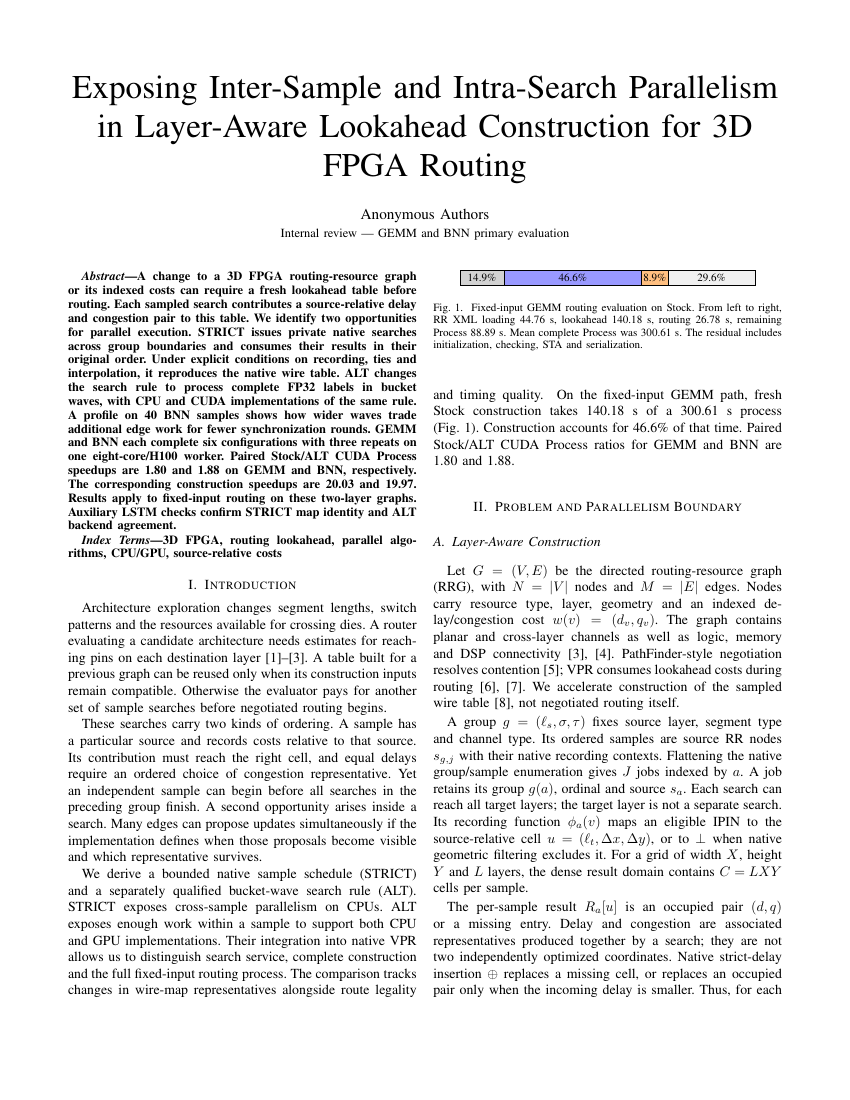 Exposing Inter-Sample and Intra-Search Parallelism
in Layer-Aware Lookahead Construction for 3D
FPGA Routing
Anonymous Authors
Internal review — GEMM and BNN primary evaluation
Abstract—A change to a 3D FPGA routing-resource graph
or its indexed costs can require a fresh lookahead table before
routing. Each sampled search contributes a source-relative delay
and congestion pair to this table. We identify two opportunities
for parallel execution. STRICT issues private native searches
across group boundaries and consumes their results in their
original order. Under explicit conditions on recording, ties and
interpolation, it reproduces the native wire table. ALT changes
the search rule to process complete FP32 labels in bucket
waves, with CPU and CUDA implementations of the same rule.
A profile on 40 BNN samples shows how wider waves trade
additional edge work for fewer synchronization rounds. GEMM
and BNN each complete six configurations with three repeats on
one eight-core/H100 worker. Paired Stock/ALT CUDA Process
speedups are 1.80 and 1.88 on GEMM and BNN, respectively.
The corresponding construction speedups are 20.03 and 19.97.
Results apply to fixed-input routing on these two-layer graphs.
Auxiliary LSTM checks confirm STRICT map identity and ALT
backend agreement.
Index Terms—3D FPGA, routing lookahead, parallel algo-
rithms, CPU/GPU, source-relative costs
I. INTRODUCTION
Architecture exploration changes segment lengths, switch
patterns and the resources available for crossing dies. A router
evaluating a candidate architecture needs estimates for reach-
ing pins on each destination layer [1]–[3]. A table built for a
previous graph can be reused only when its construction inputs
remain compatible. Otherwise the evaluator pays for another
set of sample searches before negotiated routing begins.
These searches carry two kinds of ordering. A sample has
a particular source and records costs relative to that source.
Its contribution must reach the right cell, and equal delays
require an ordered choice of congestion representative. Yet
an independent sample can begin before all searches in the
preceding group finish. A second opportunity arises inside a
search. Many edges can propose updates simultaneously if the
implementation defines when those proposals become visible
and which representative survives.
We derive a bounded native sample schedule (STRICT)
and a separately qualified bucket-wave search rule (ALT).
STRICT exposes cross-sample parallelism on CPUs. ALT
exposes enough work within a sample to support both CPU
and GPU implementations. Their integration into native VPR
allows us to distinguish search service, complete construction
and the full fixed-input routing process. The comparison tracks
changes in wire-map representatives alongside route legality
14.9% 46.6% 8.9% 29.6%
Fig. 1. Fixed-input GEMM routing evaluation on Stock. From left to right,
RR XML loading 44.76 s, lookahead 140.18 s, routing 26.78 s, remaining
Process 88.89 s. Mean complete Process was 300.61 s. The residual includes
initialization, checking, STA and serialization.
and timing quality. On the fixed-input GEMM path, fresh
Stock construction takes 140.18 s of a 300.61 s process
(Fig. 1). Construction accounts for 46.6% of that time. Paired
Stock/ALT CUDA Process ratios for GEMM and BNN are
1.80 and 1.88.
II. PROBLEM AND PARALLELISM BOUNDARY
A. Layer-Aware Construction
Let G = (V, E) be the directed routing-resource graph
(RRG), with N = |V| nodes and M = |E| edges. Nodes
carry resource type, layer, geometry and an indexed de-
lay/congestion cost w(v) = (d_v, q_v). The graph contains
planar and cross-layer channels as well as logic, memory
and DSP connectivity [3], [4]. PathFinder-style negotiation
resolves contention [5]; VPR consumes lookahead costs during
routing [6], [7]. We accelerate construction of the sampled
wire table [8], not negotiated routing itself.
A group g = (ℓ_s, σ, τ) fixes source layer, segment type
and channel type. Its ordered samples are source RR nodes
s_{g,j} with their native recording contexts. Flattening the native
group/sample enumeration gives J jobs indexed by a. A job
retains its group g(a), ordinal and source s_a. Each search can
reach all target layers; the target layer is not a separate search.
Its recording function ϕ_a(v) maps an eligible IPIN to the
source-relative cell u = (ℓ_t, Δx, Δy), or to ⊥ when native
geometric filtering excludes it. For a grid of width X, height
Y and L layers, the dense result domain contains C = LXY
cells per sample.
The per-sample result R_a[u] is an occupied pair (d, q)
or a missing entry. Delay and congestion are associated
representatives produced together by a search; they are not
two independently optimized coordinates. Native strict-delay
insertion ⊕ replaces a missing cell, or replaces an occupied
pair only when the incoming delay is smaller. Thus, for each